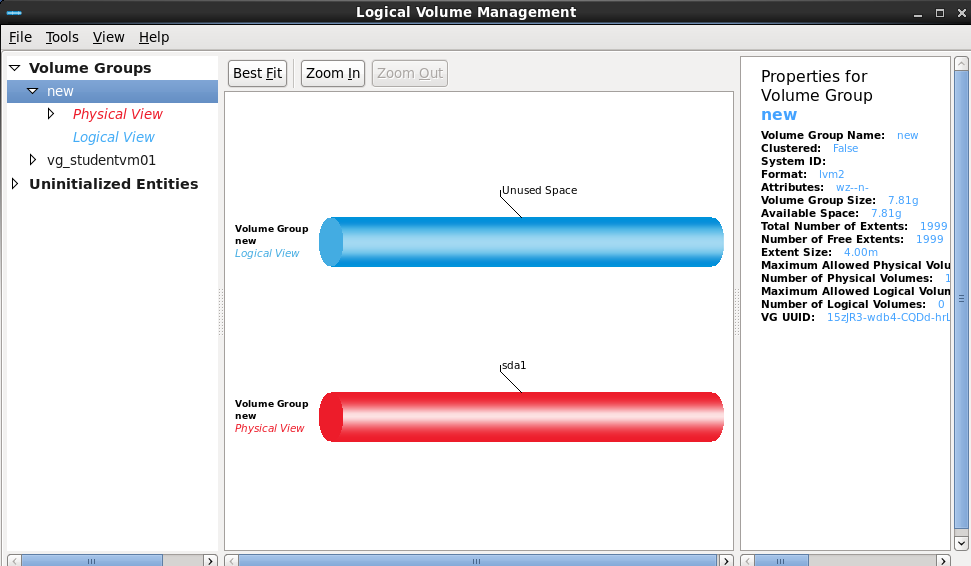 Logical Volume Management
File Tools View Help
Volume Groups
new
Physical View
Logical View
vg_studentvm01
Uninitialized Entities
Best Fit Zoom In Zoom Out
Unused Space
Volume Group
new
Logical View
sda1
Volume Group
new
Physical View
Properties for
Volume Group
new
Volume Group Name: new
Clustered: False
System ID:
Format: lvm2
Attributes: wz--n-
Volume Group Size: 7.81g
Available Space: 7.81g
Total Number of Extents: 1999
Number of Free Extents: 1999
Extent Size: 4.00m
Maximum Allowed Physical Volu
Number of Physical Volumes: 1
Maximum Allowed Logical Volum
Number of Logical Volumes: 0
VG UUID: 15zJR3-wdb4-CQDd-hrL